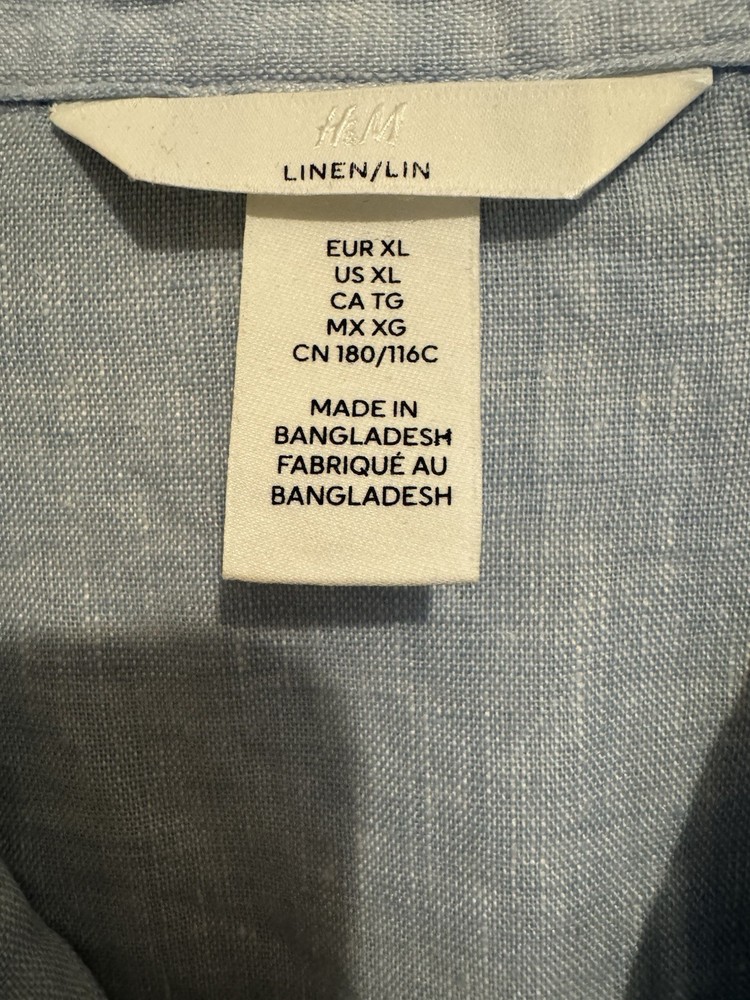 H&M
LINEN/LIN
EUR XL
US XL
CA TG
MX XG
CN 180/116C
MADE IN
BANGLADESH
FABRIQUÉ AU
BANGLADESH